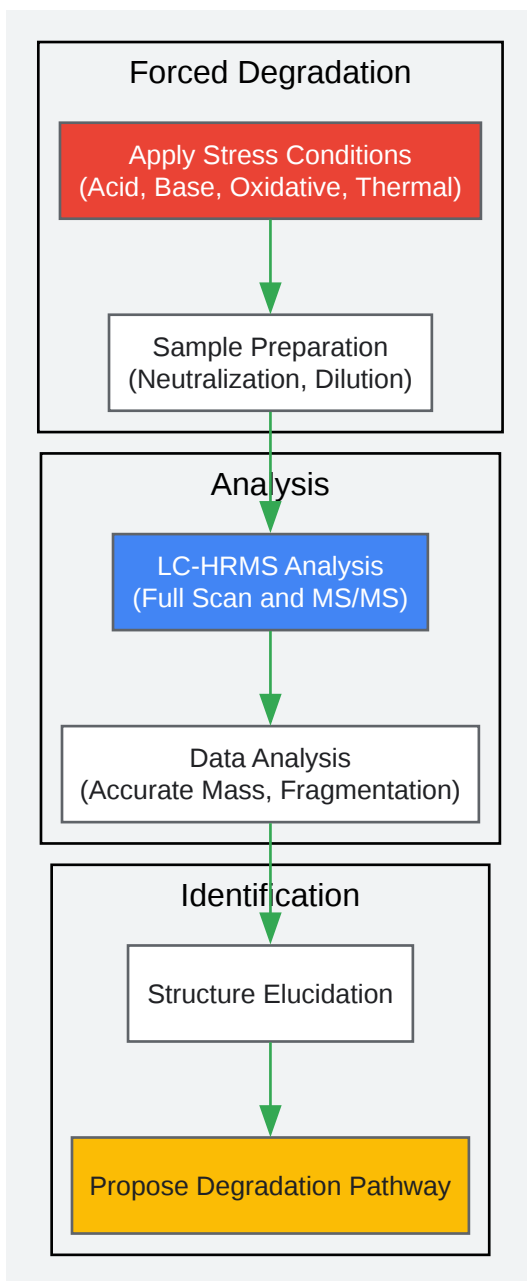 Forced Degradation
Apply Stress Conditions
(Acid, Base, Oxidative, Thermal)
Sample Preparation
(Neutralization, Dilution)
Analysis
LC-HRMS Analysis
(Full Scan and MS/MS)
Data Analysis
(Accurate Mass, Fragmentation)
Identification
Structure Elucidation
Propose Degradation Pathway